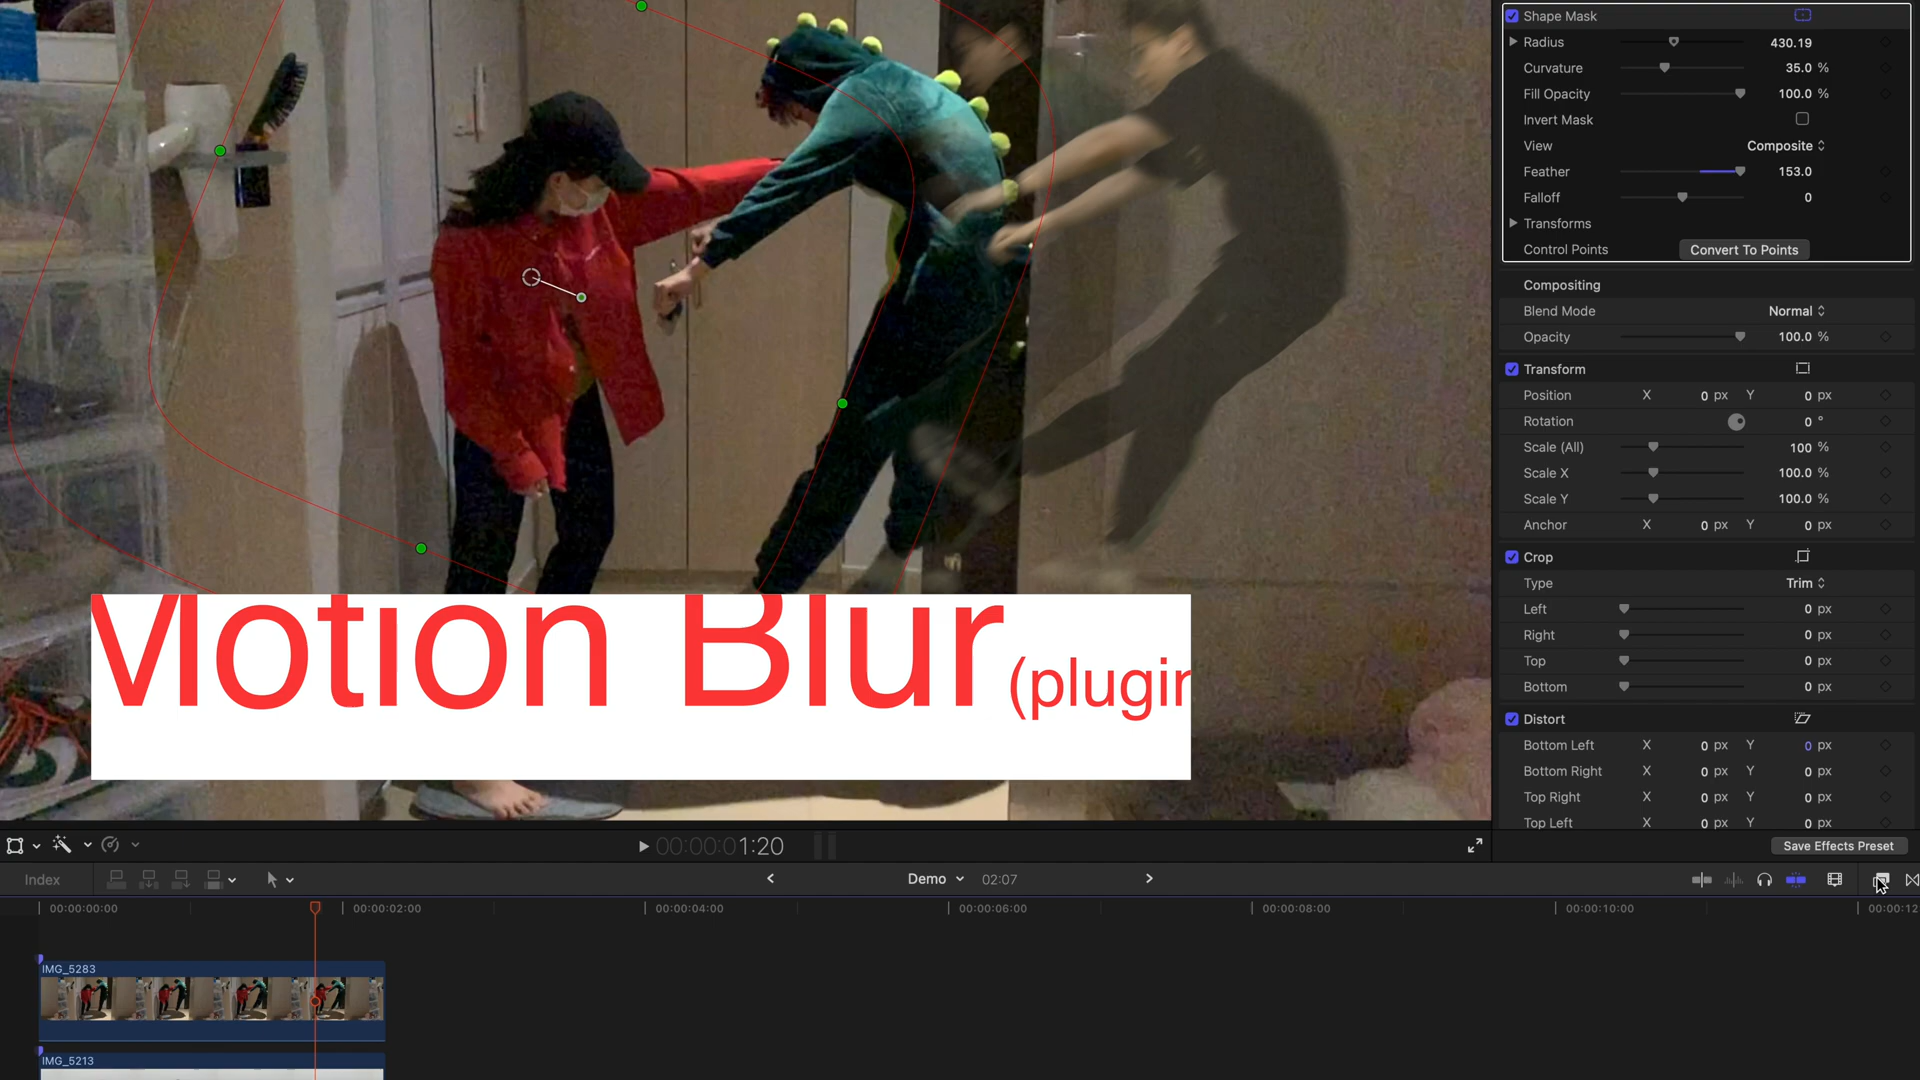 Shape Mask
Radius 430.19
Curvature 35.0 %
Fill Opacity 100.0 %
Invert Mask
View Composite
Feather 153.0
Falloff 0
Transforms
Control Points Convert To Points
Compositing
Blend Mode Normal
Opacity 100.0 %
Transform
Position X 0 px Y 0 px
Rotation 0 °
Scale (All) 100 %
Scale X 100.0 %
Scale Y 100.0 %
Anchor X 0 px Y 0 px
Crop
Type Trim
Left 0 px
Right 0 px
Top 0 px
Bottom 0 px
Distort
Bottom Left X 0 px Y 0 px
Bottom Right X 0 px Y 0 px
Top Right X 0 px Y 0 px
Top Left X 0 px Y 0 px
Motion Blur (plugin
00:00:01:20
Save Effects Preset
Index
Demo 02:07
00:00:00:00 00:00:02:00 00:00:04:00 00:00:06:00 00:00:08:00 00:00:10:00 00:00:12
IMG_5283
IMG_5213